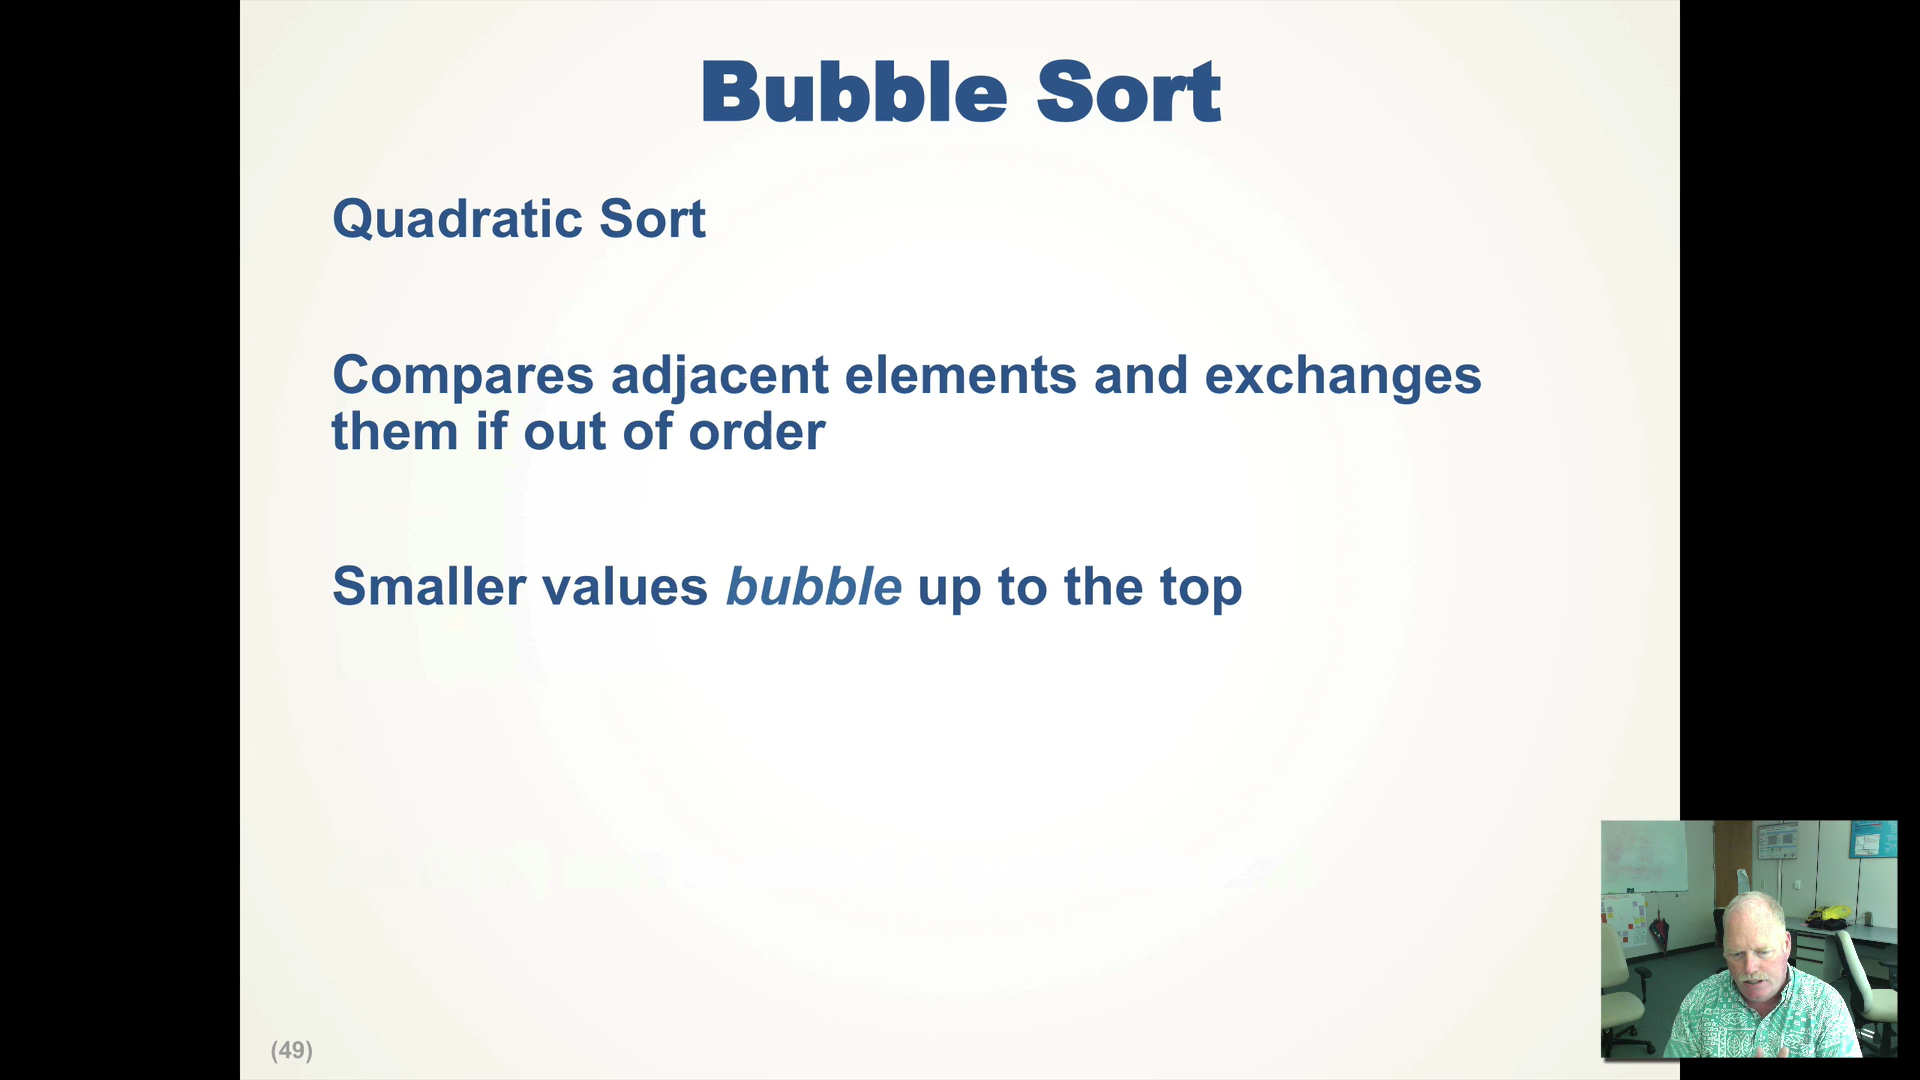 Bubble Sort
Quadratic Sort
Compares adjacent elements and exchanges
them if out of order
Smaller values bubble up to the top
(49)